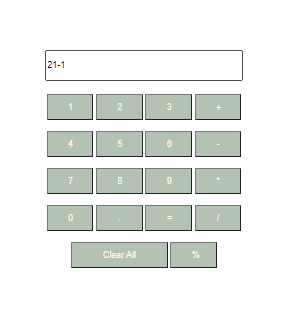 21-1
1 2 3 +
4 5 6 -
7 8 9 *
0 . = /
Clear All %